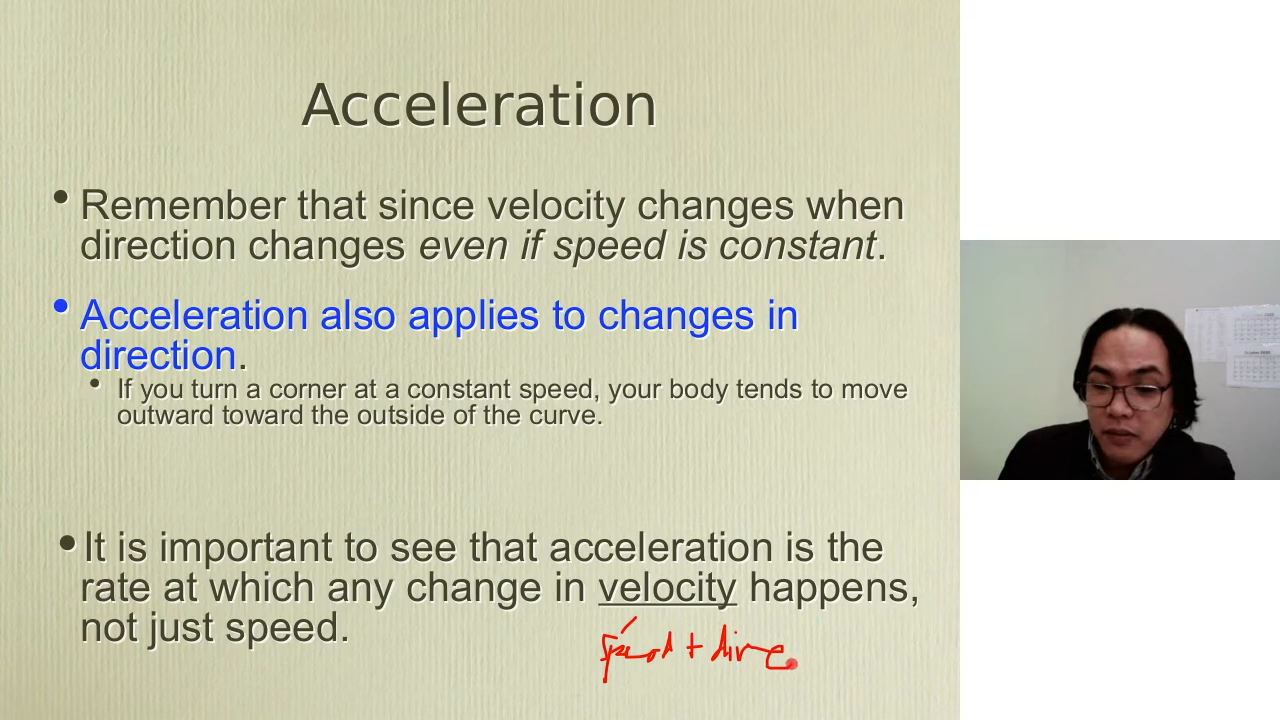 Acceleration
• Remember that since velocity changes when
direction changes even if speed is constant.
• Acceleration also applies to changes in
direction.
• If you turn a corner at a constant speed, your body tends to move
outward toward the outside of the curve.
• It is important to see that acceleration is the
rate at which any change in velocity happens,
not just speed.
speed + dire